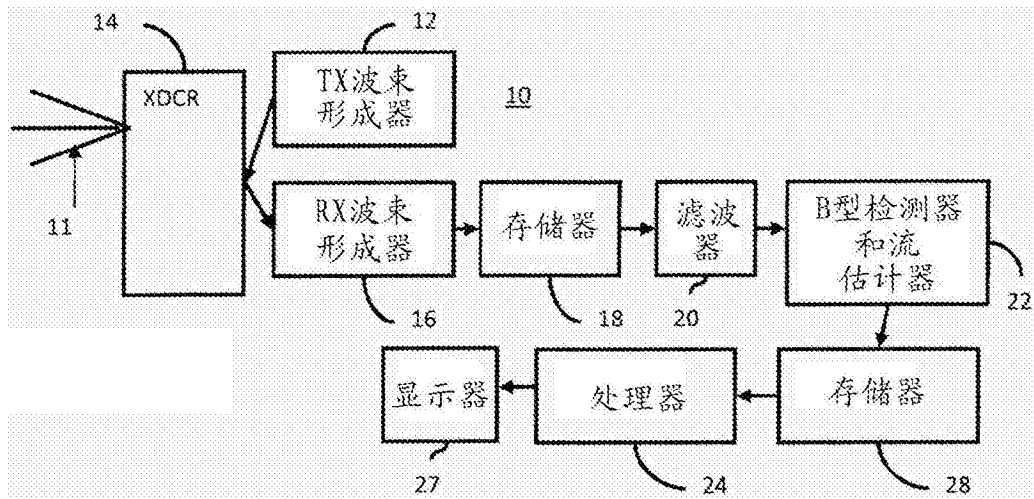 14
12
XDCR
TX波束
形成器
10
11
RX波束
形成器
存储器
滤波
器
B型检测器
和流
估计器
16
18
20
22
显示器
处理器
存储器
27
24
28